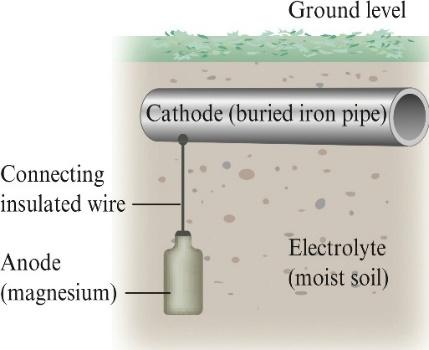 Ground level
Cathode (buried iron pipe)
Connecting
insulated wire
Electrolyte
(moist soil)
Anode
(magnesium)